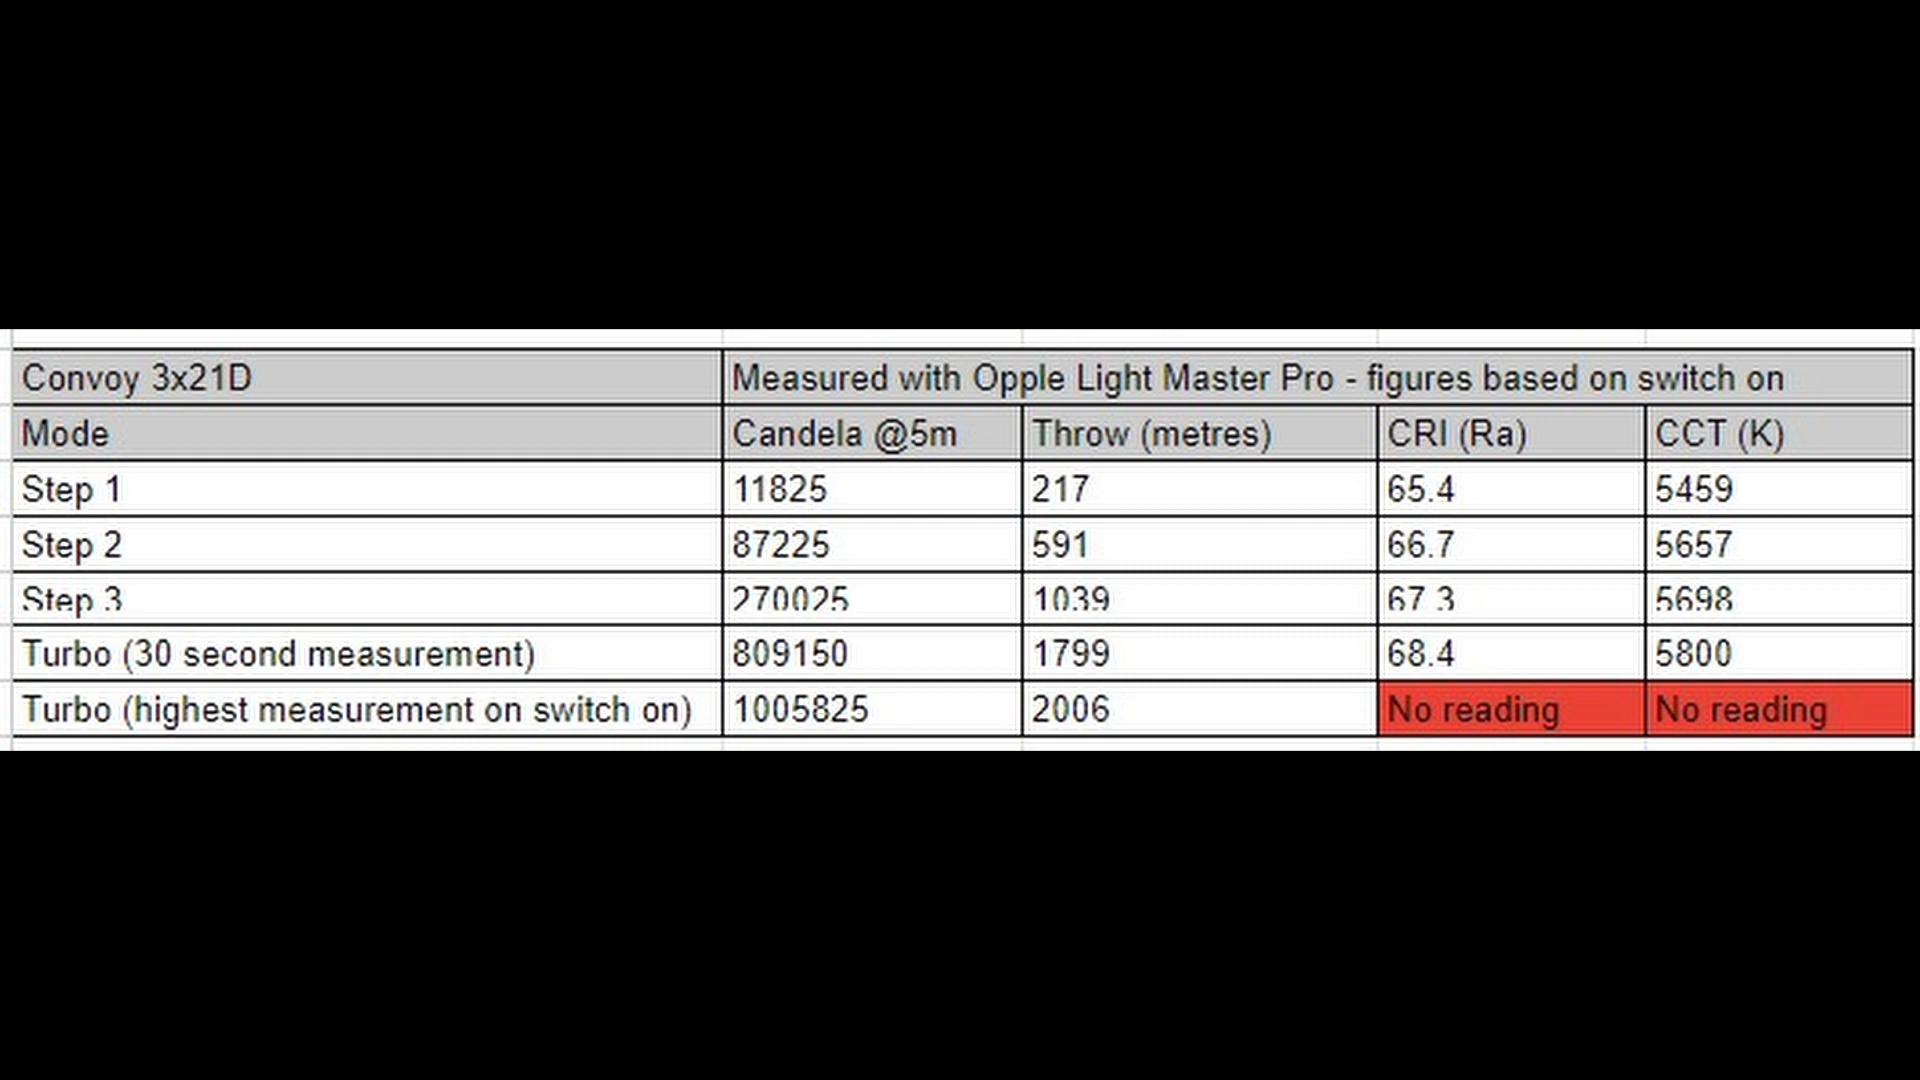 Convoy 3x21D Measured with Opple Light Master Pro - figures based on switch on
Mode Candela @5m Throw (metres) CRI (Ra) CCT (K)
Step 1 11825 217 65.4 5459
Step 2 87225 591 66.7 5657
Step 3 270025 1039 67.3 5698
Turbo (30 second measurement) 809150 1799 68.4 5800
Turbo (highest measurement on switch on) 1005825 2006 No reading No reading